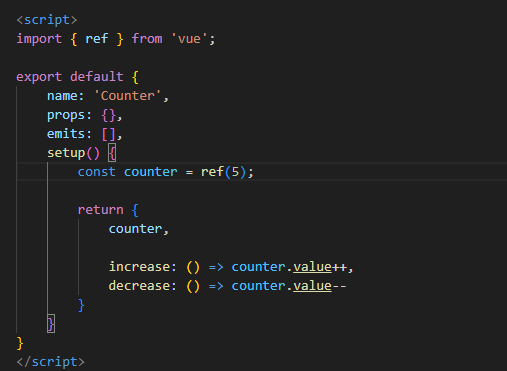 <script>
import { ref } from 'vue';
export default {
name: 'Counter',
props: {},
emits: [],
setup() {
const counter = ref(5);
return {
counter,
increase: () => counter.value++,
decrease: () => counter.value--
}
}
}
</script>